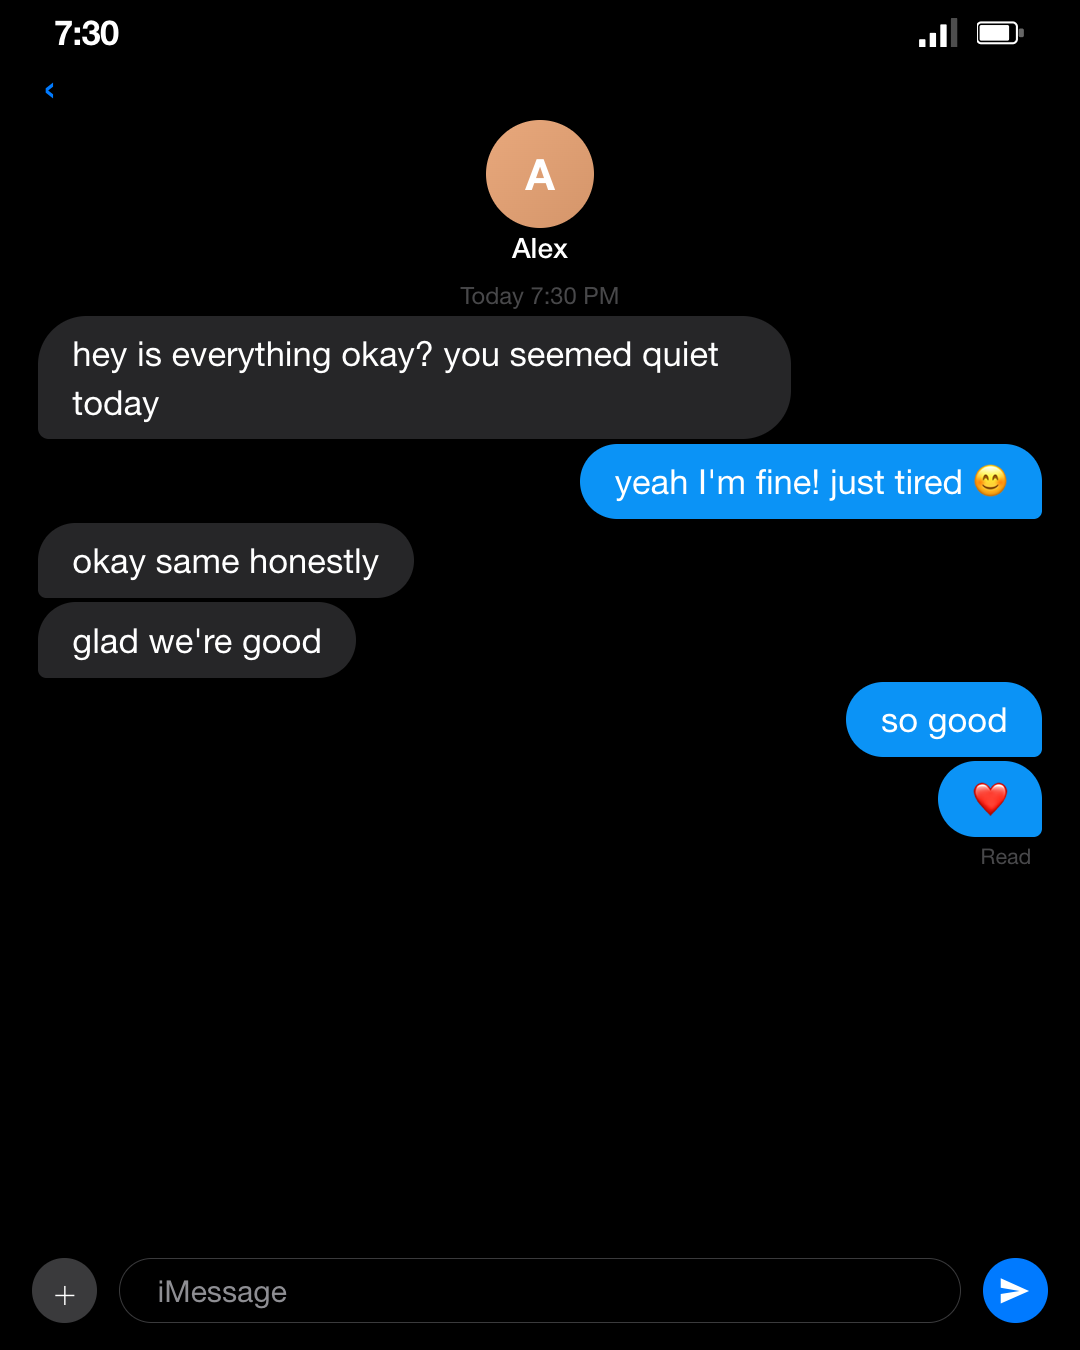 7:30
A
Alex
Today 7:30 PM
hey is everything okay? you seemed quiet
today
yeah I'm fine! just tired 😊
okay same honestly
glad we're good
so good
❤️
Read
iMessage